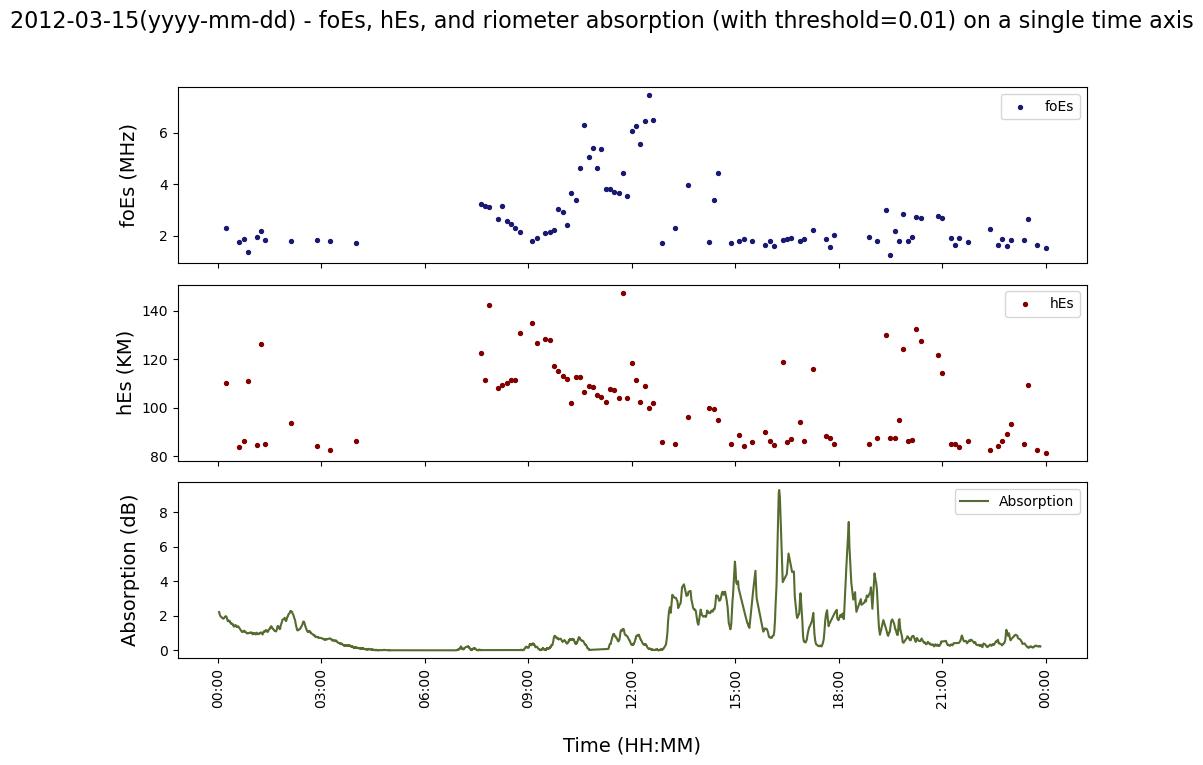 2012-03-15(yyyy-mm-dd) - foEs, hEs, and riometer absorption (with threshold=0.01) on a single time axis
foEs (MHz)
6
4
2
foEs
hEs (KM)
140
120
100
80
hEs
Absorption (dB)
8
6
4
2
0
Absorption
00:00
03:00
06:00
09:00
12:00
15:00
18:00
21:00
00:00
Time (HH:MM)